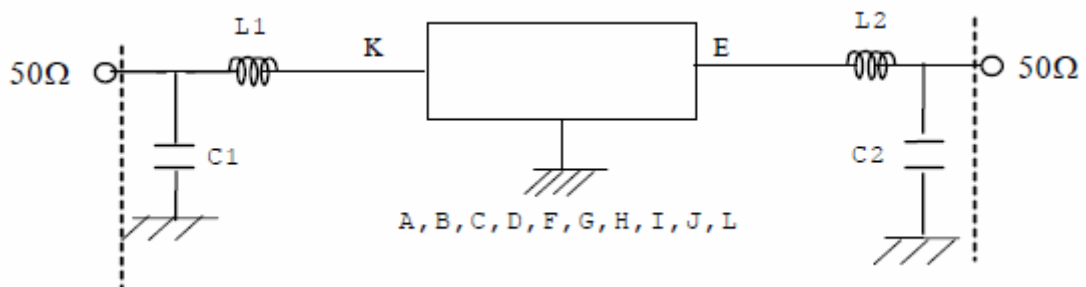 L1
L2
K
E
50Ω
50Ω
C1
C2
A,B,C,D,F,G,H,I,J,L